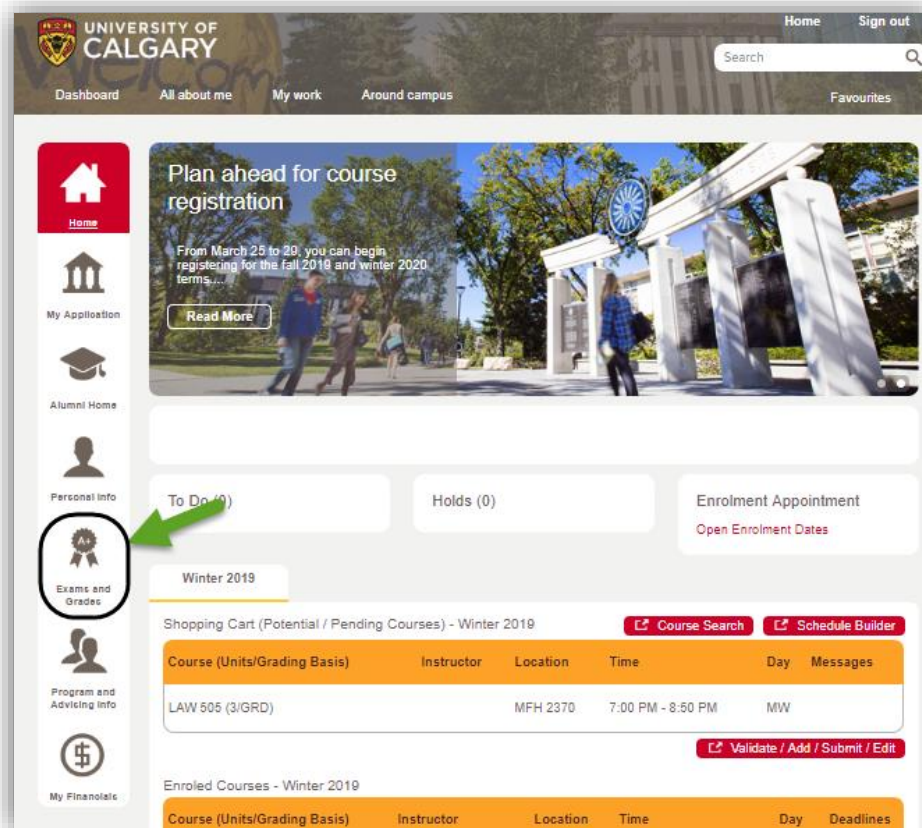 UNIVERSITY OF
CALGARY
Home Sign out
Search
Dashboard All about me My work Around campus Favourites
Home
My Application
Alumni Home
Personal Info
A+
Exams and
Grades
Program and
Advising Info
My Financials
Plan ahead for course
registration
From March 25 to 29, you can begin
registering for the fall 2019 and winter 2020
terms....
Read More
To Do (0)
Holds (0)
Enrolment Appointment
Open Enrolment Dates
Winter 2019
Shopping Cart (Potential / Pending Courses) - Winter 2019 Course Search Schedule Builder
Course (Units/Grading Basis) Instructor Location Time Day Messages
LAW 505 (3/GRD) MFH 2370 7:00 PM - 8:50 PM MW
Validate / Add / Submit / Edit
Enroled Courses - Winter 2019
Course (Units/Grading Basis) Instructor Location Time Day Deadlines